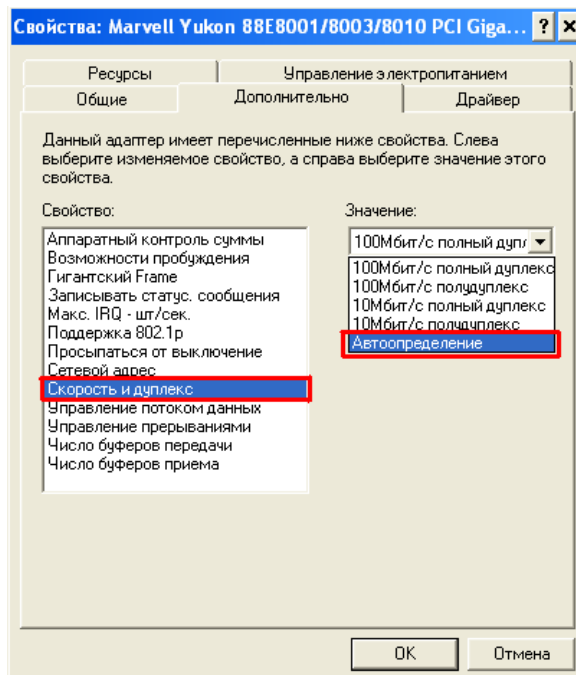 Свойства: Marvell Yukon 88E8001/8003/8010 PCI Giga... ? ×
Ресурсы Управление электропитанием
Общие Дополнительно Драйвер
Данный адаптер имеет перечисленные ниже свойства. Слева
выберите изменяемое свойство, а справа выберите значение этого
свойства.
Свойство:
Аппаратный контроль суммы
Возможности пробуждения
Гигантский Frame
Записывать статус. сообщения
Макс. IRQ - шт/сек.
Поддержка 802.1p
Просыпаться от выключение
Сетевой адрес
Скорость и дуплекс
Управление потоком данных
Управление прерываниями
Число буферов передачи
Число буферов приема
Значение:
100Мбит/с полный дупл
100Мбит/с полный дуплекс
100Мбит/с полудуплекс
10Мбит/с полный дуплекс
10Мбит/с полудуплекс
Автоопределение
OK Отмена